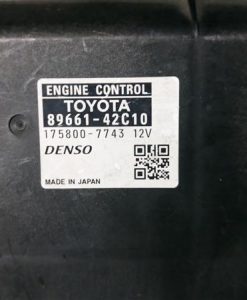 ENGINE CONTROL
TOYOTA
89661-42C10
175800-7743 12V
DENSO
MADE IN JAPAN